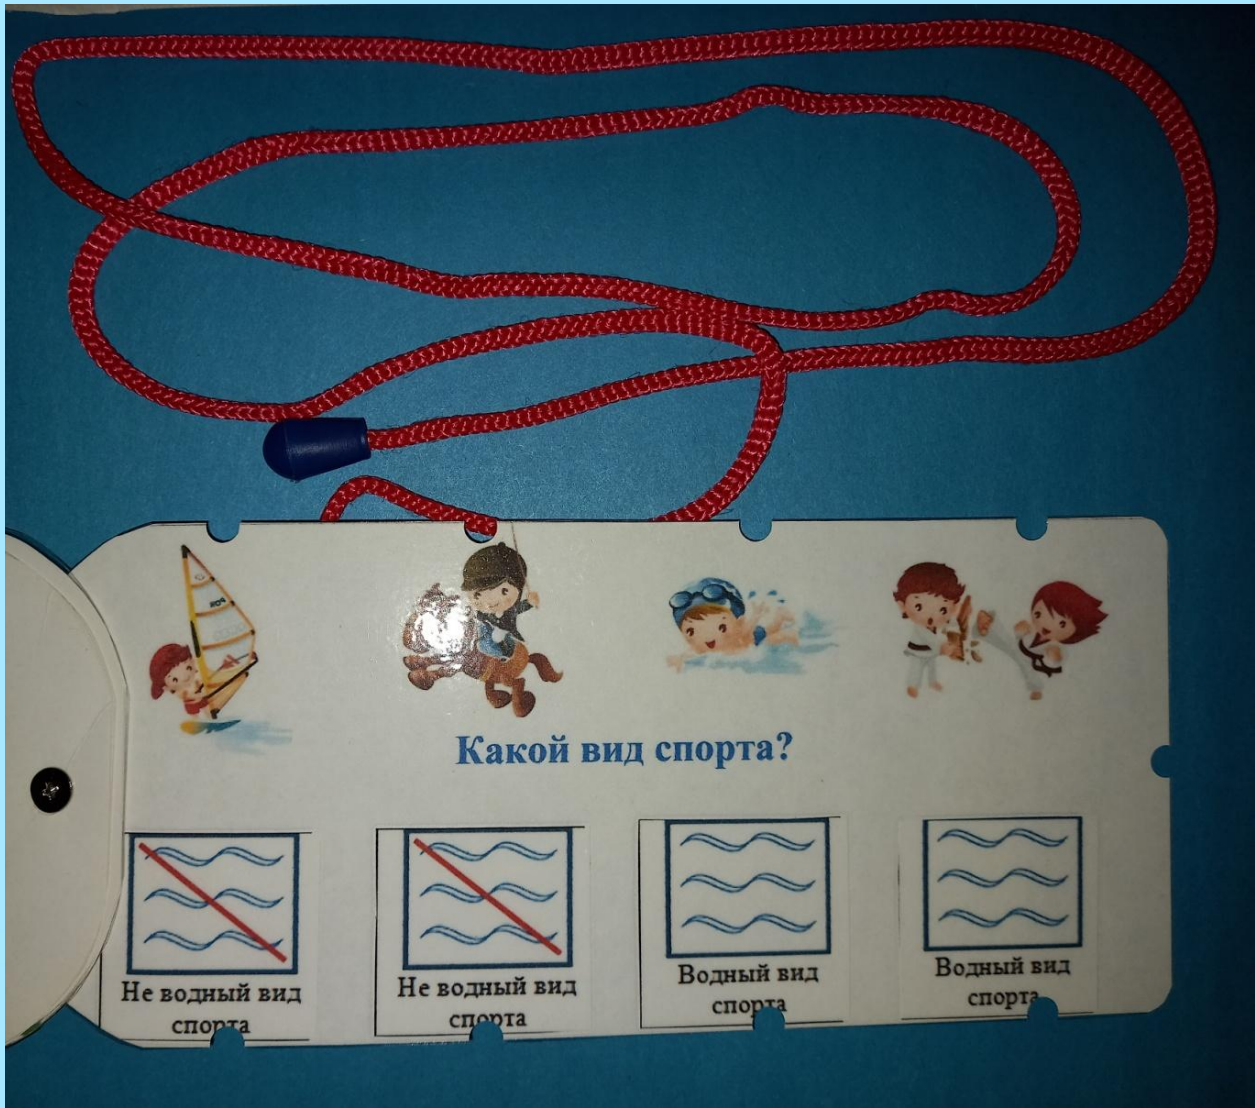 Какой вид спорта?
Не водный вид
спорта
Не водный вид
спорта
Водный вид
спорта
Водный вид
спорта